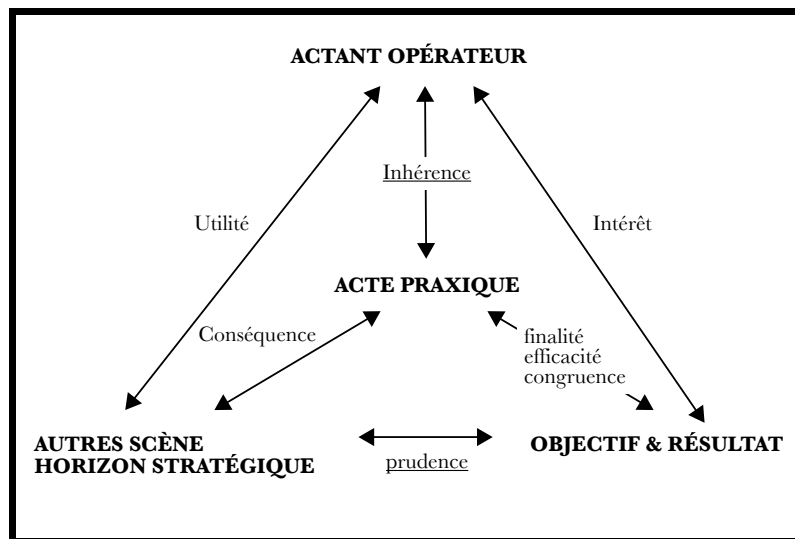 ACTANT OPÉRATEUR
Inhérence
Utilité
Intérêt
ACTE PRAXIQUE
Conséquence
finalité
efficacité
congruence
AUTRES SCÈNE
HORIZON STRATÉGIQUE
prudence
OBJECTIF & RÉSULTAT